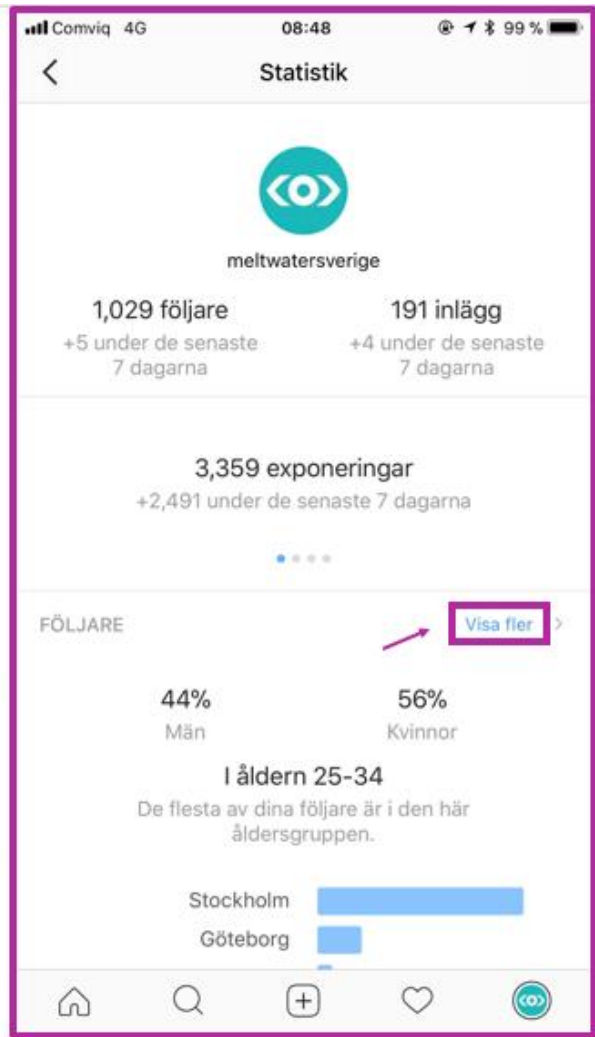 Comviq 4G 08:48 99 %
Statistik
meltwatersverige
1,029 följare 191 inlägg
+5 under de senaste +4 under de senaste
7 dagarna 7 dagarna
3,359 exponeringar
+2,491 under de senaste 7 dagarna
FÖLJARE Visa fler
44% 56%
Män Kvinnor
I åldern 25-34
De flesta av dina följare är i den här
åldersgruppen.
Stockholm
Göteborg